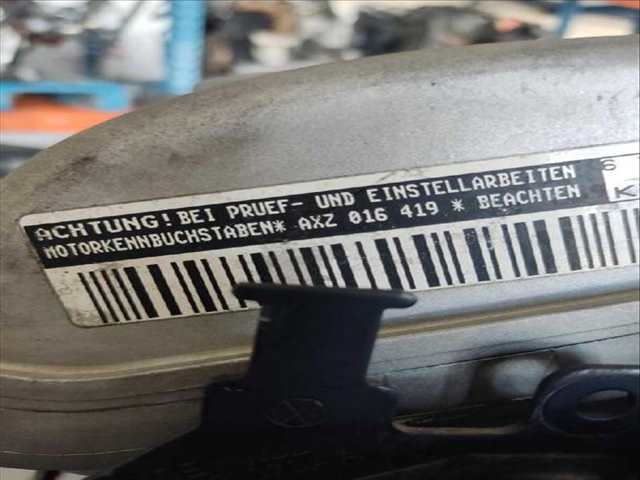 ACHTUNG! BEI PRUEF- UND EINSTELLARBEITEN
MOTORKENNBUCHSTABEN* AXZ 016 419 * BEACHTEN
K